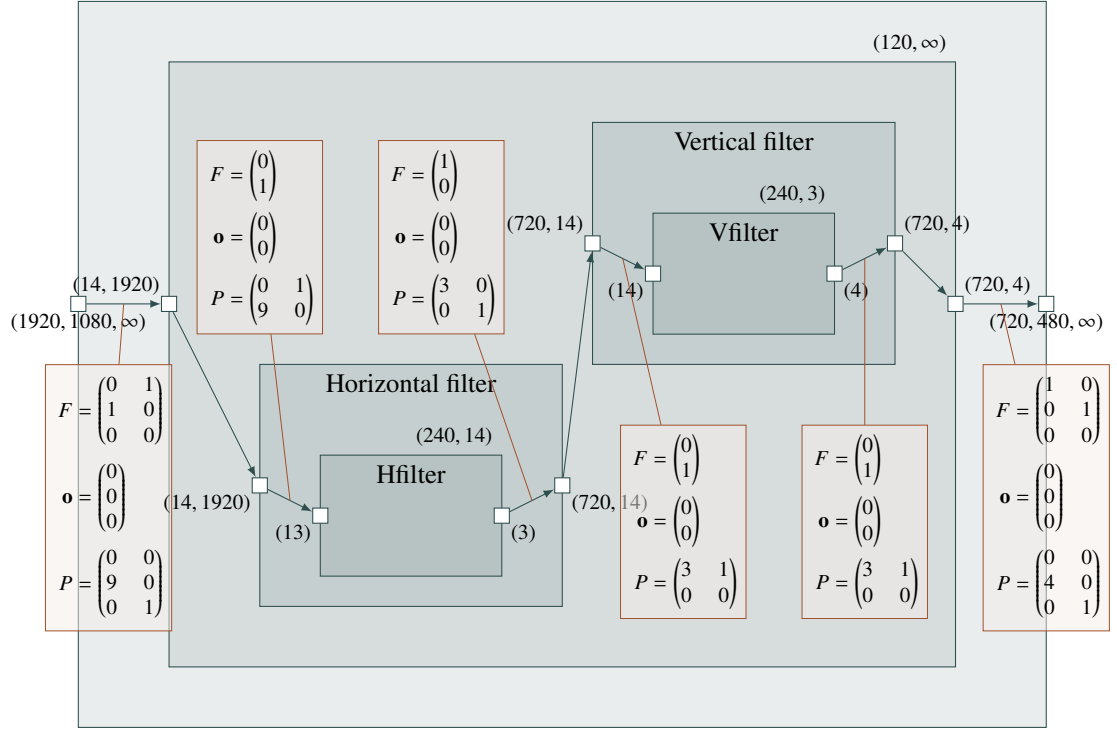 (120, ∞)
Vertical filter
F = (0 1)
o = (0 0)
P = (0 1
9 0)
F = (1 0)
o = (0 0)
P = (3 0
0 1)
(240, 3)
Vfilter
(720, 14)
(720, 4)
(14)
(4)
(14, 1920)
(1920, 1080, ∞)
(720, 4)
(720, 480, ∞)
Horizontal filter
(240, 14)
Hfilter
(14, 1920)
(13)
(3)
(720, 14)
F = (0 1
1 0
0 0)
o = (0 0 0)
P = (0 0
9 0
0 1)
F = (0 1)
o = (0 0)
P = (3 1
0 0)
F = (0 1)
o = (0 0)
P = (3 1
0 0)
F = (1 0
0 1
0 0)
o = (0 0 0)
P = (0 0
4 0
0 1)